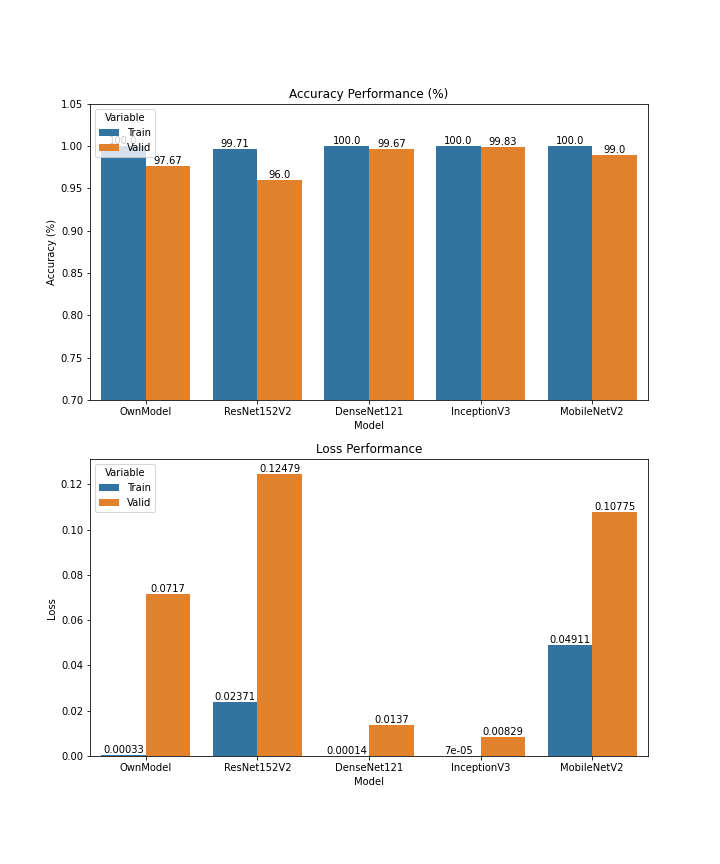 Accuracy Performance (%)
1.05
1.00
0.95
0.90
0.85
0.80
0.75
0.70
Accuracy (%)
Variable
Train
Valid
100.0
97.67
99.71
96.0
100.0
99.67
100.0
99.83
100.0
99.0
OwnModel
ResNet152V2
DenseNet121
InceptionV3
MobileNetV2
Model
Loss Performance
0.12
0.10
0.08
0.06
0.04
0.02
0.00
Loss
Variable
Train
Valid
0.00033
0.0717
0.02371
0.12479
0.00014
0.0137
7e-05
0.00829
0.04911
0.10775
OwnModel
ResNet152V2
DenseNet121
InceptionV3
MobileNetV2
Model